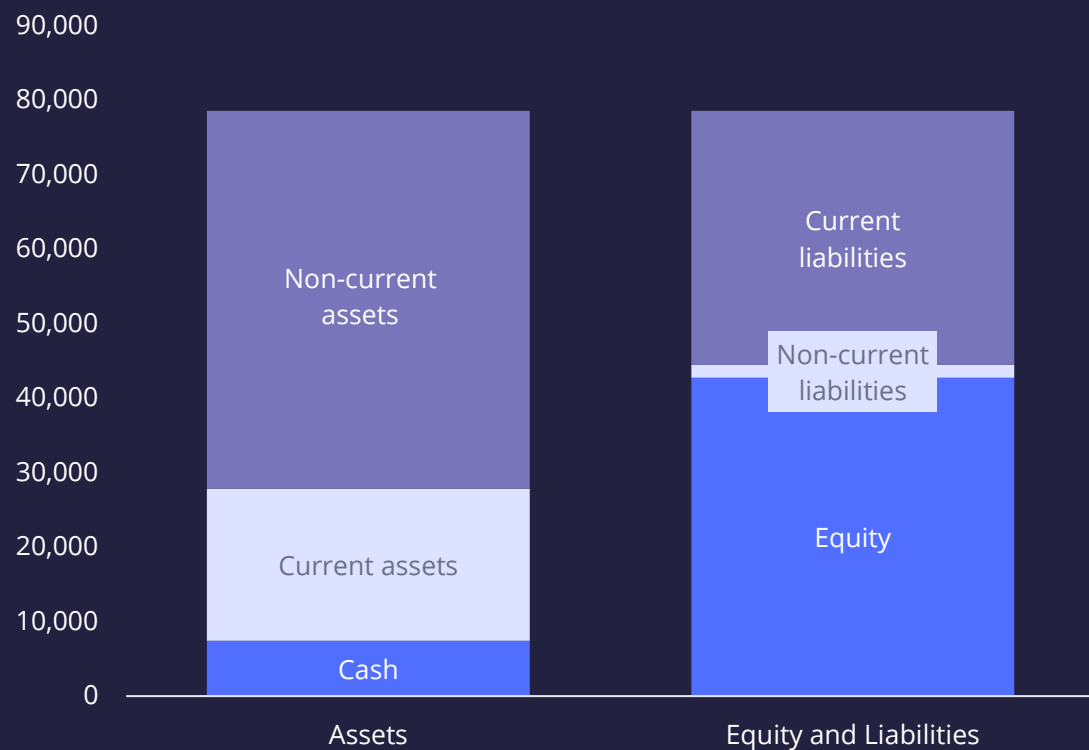 90,000
80,000
70,000
60,000
50,000
40,000
30,000
20,000
10,000
0
Non-current
assets
Current assets
Cash
Current
liabilities
Non-current
liabilities
Equity
Assets
Equity and Liabilities